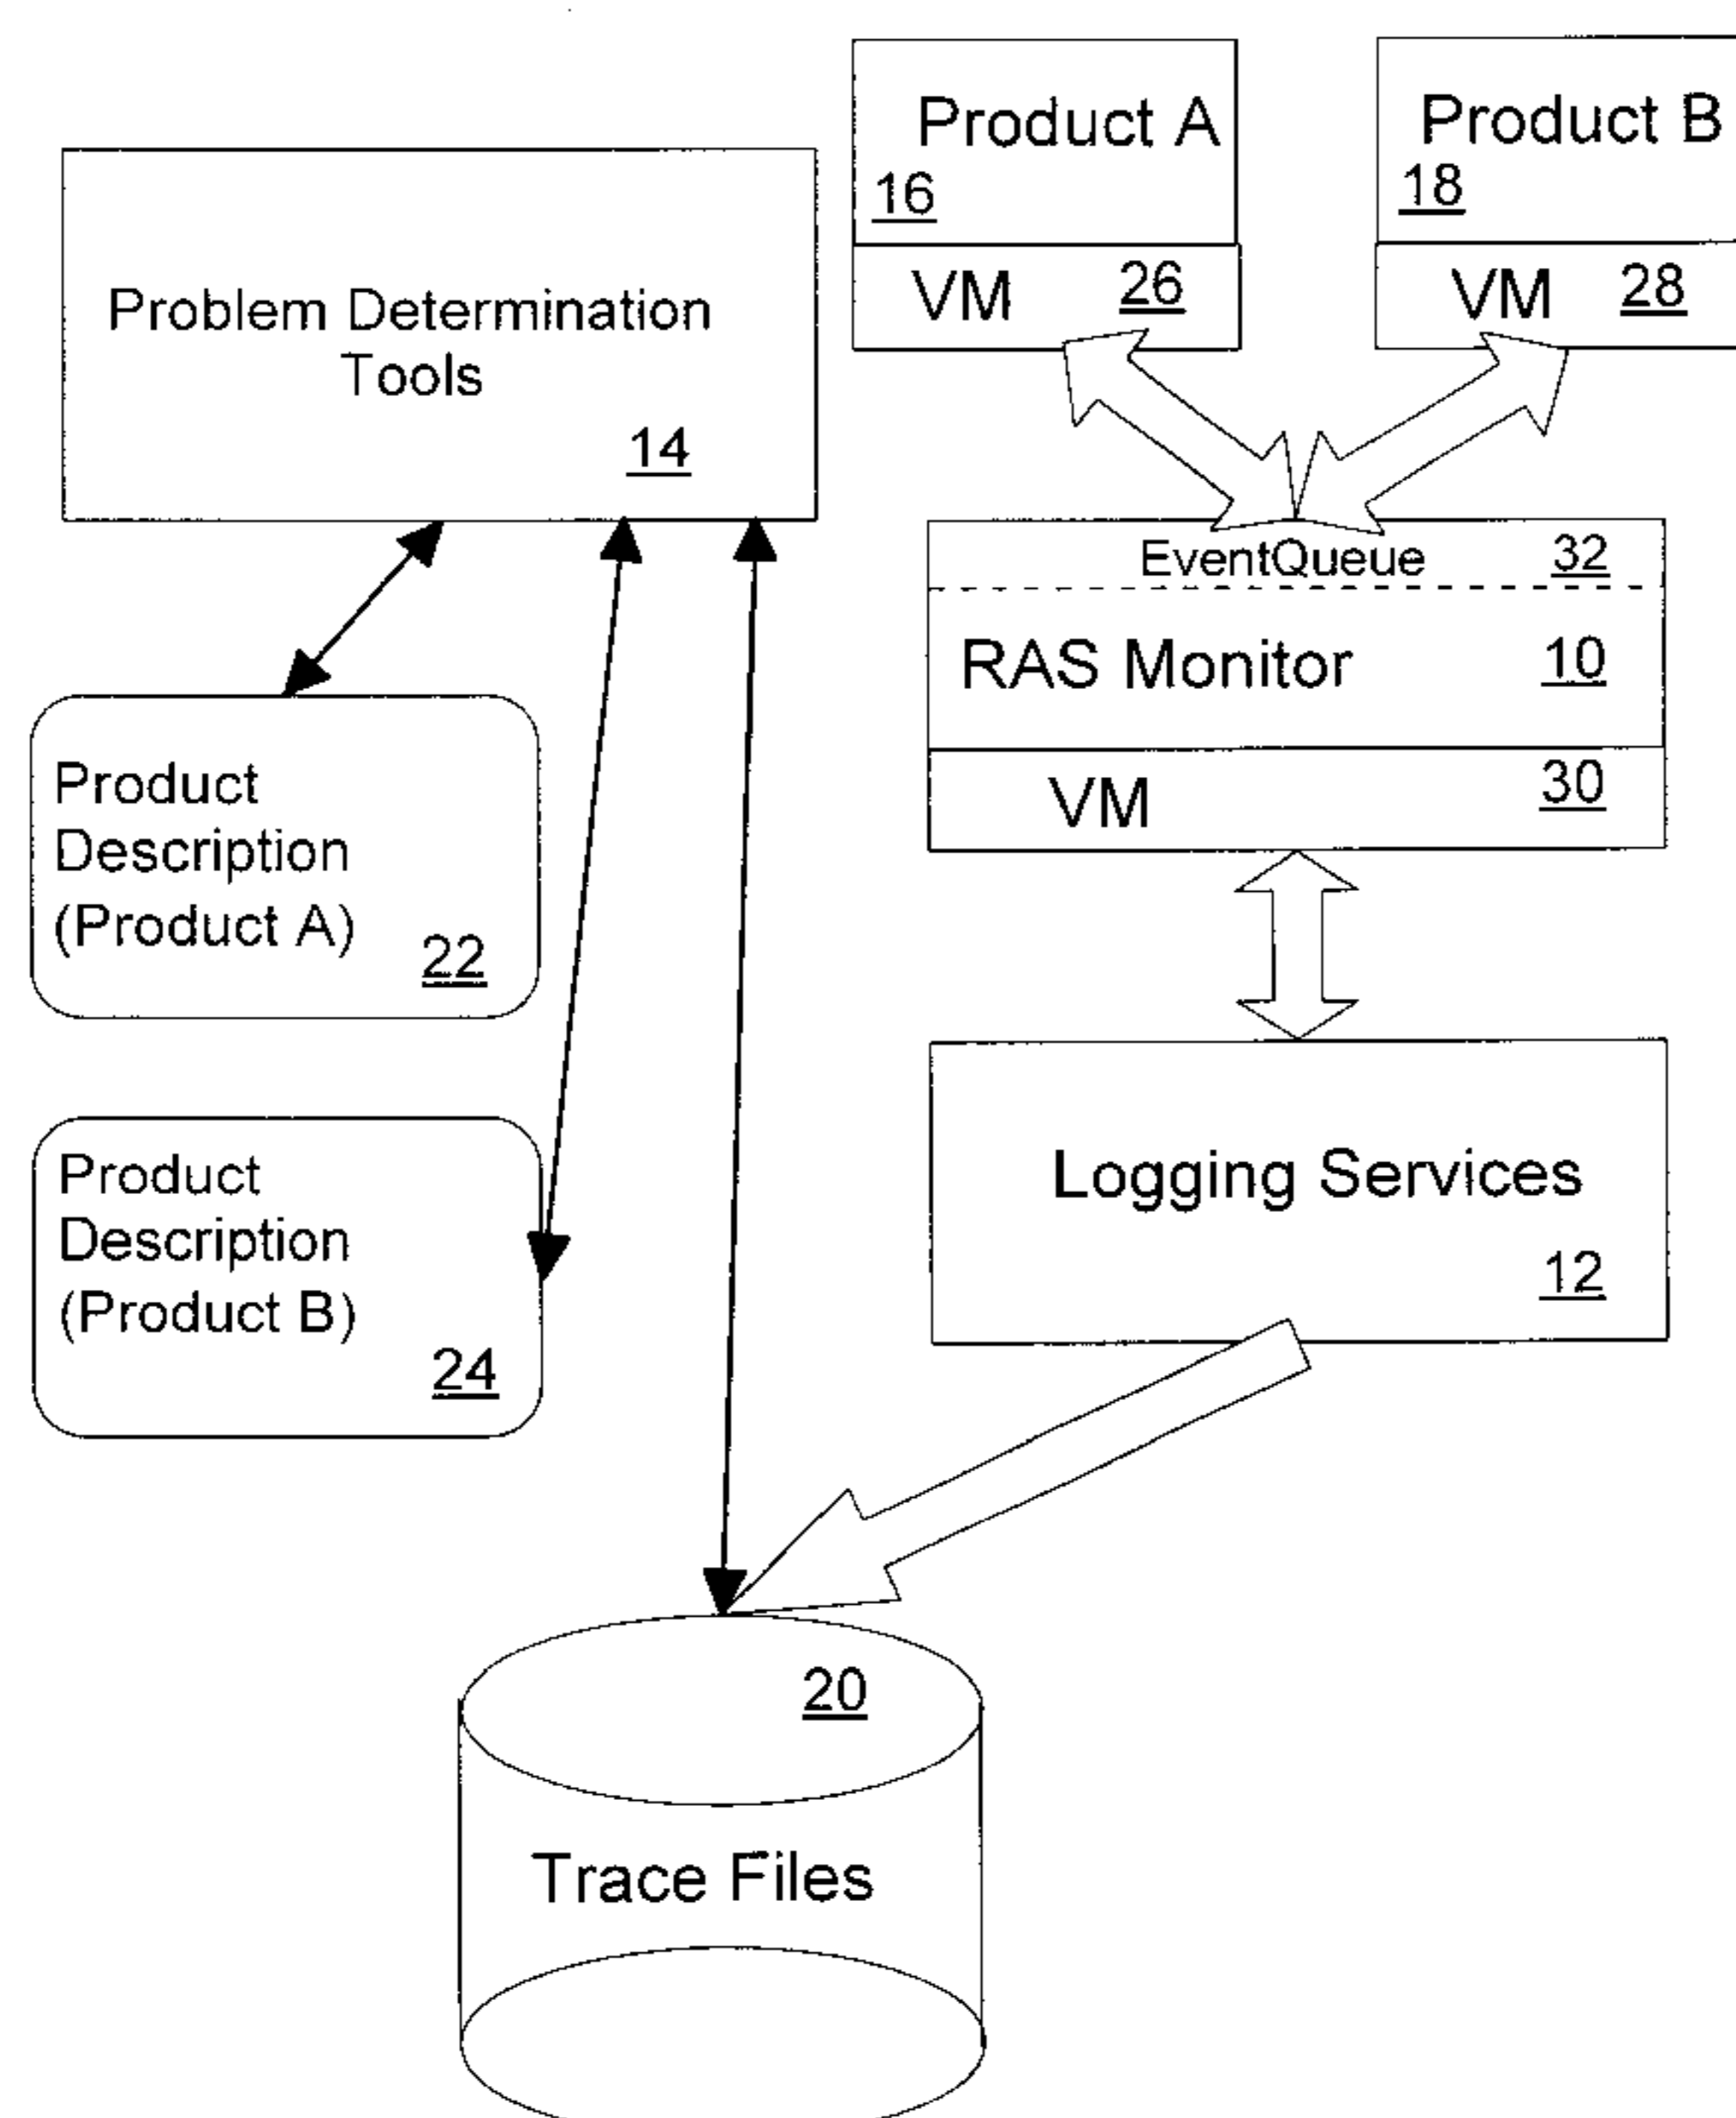 Product A
16
VM 26
Product B
18
VM 28
Problem Determination
Tools
14
EventQueue 32
RAS Monitor 10
VM 30
Product
Description
(Product A)
22
Logging Services
12
Product
Description
(Product B)
24
20
Trace Files